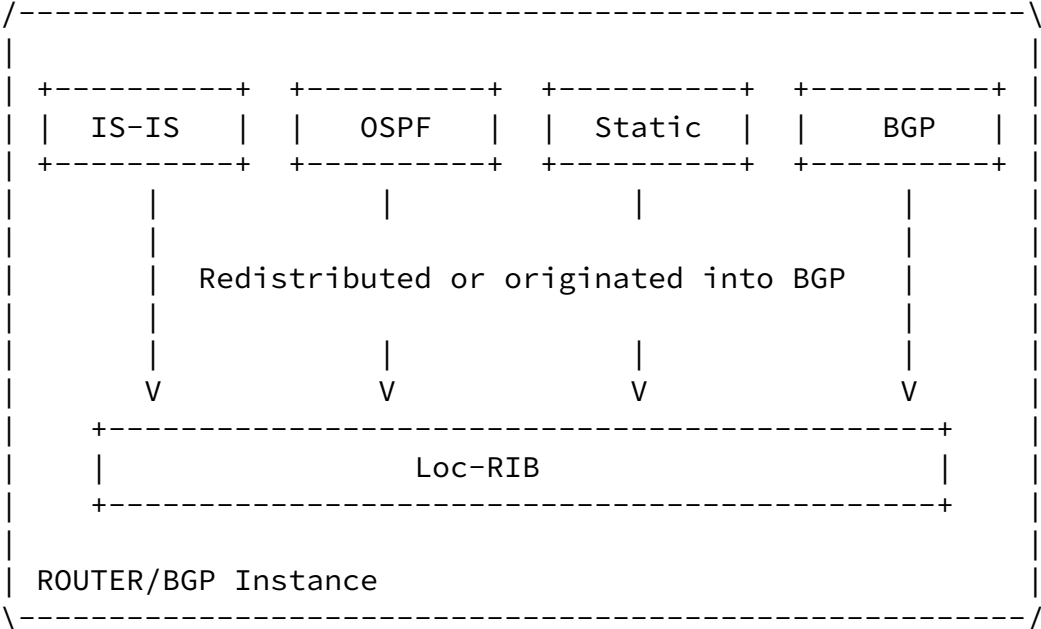 IS-IS OSPF Static BGP
Redistributed or originated into BGP
Loc-RIB
ROUTER/BGP Instance